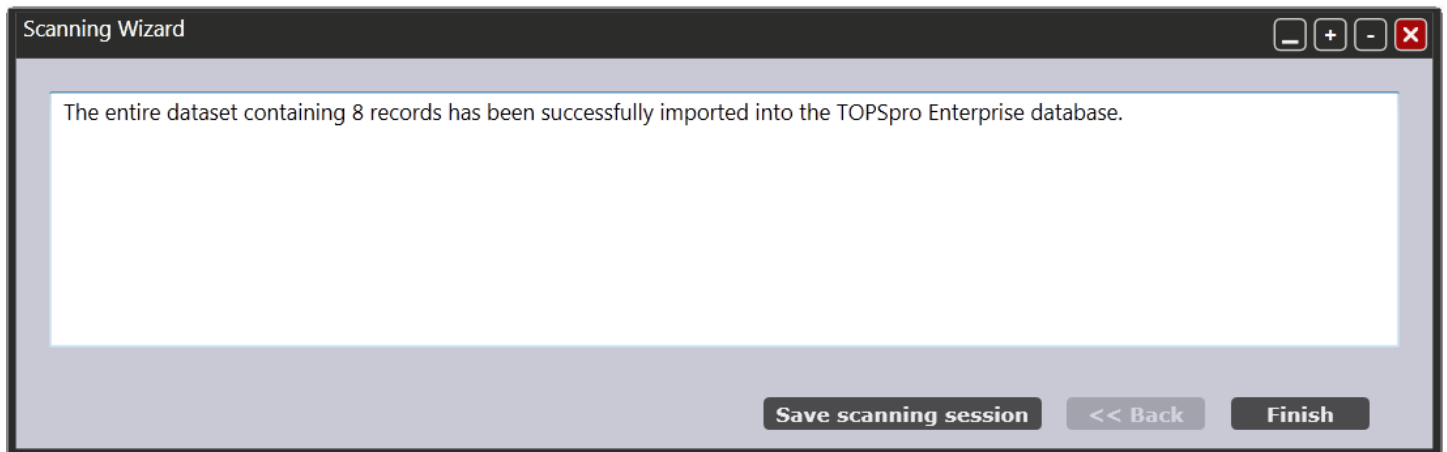 Scanning Wizard
The entire dataset containing 8 records has been successfully imported into the TOPSpro Enterprise database.
Save scanning session
<< Back
Finish